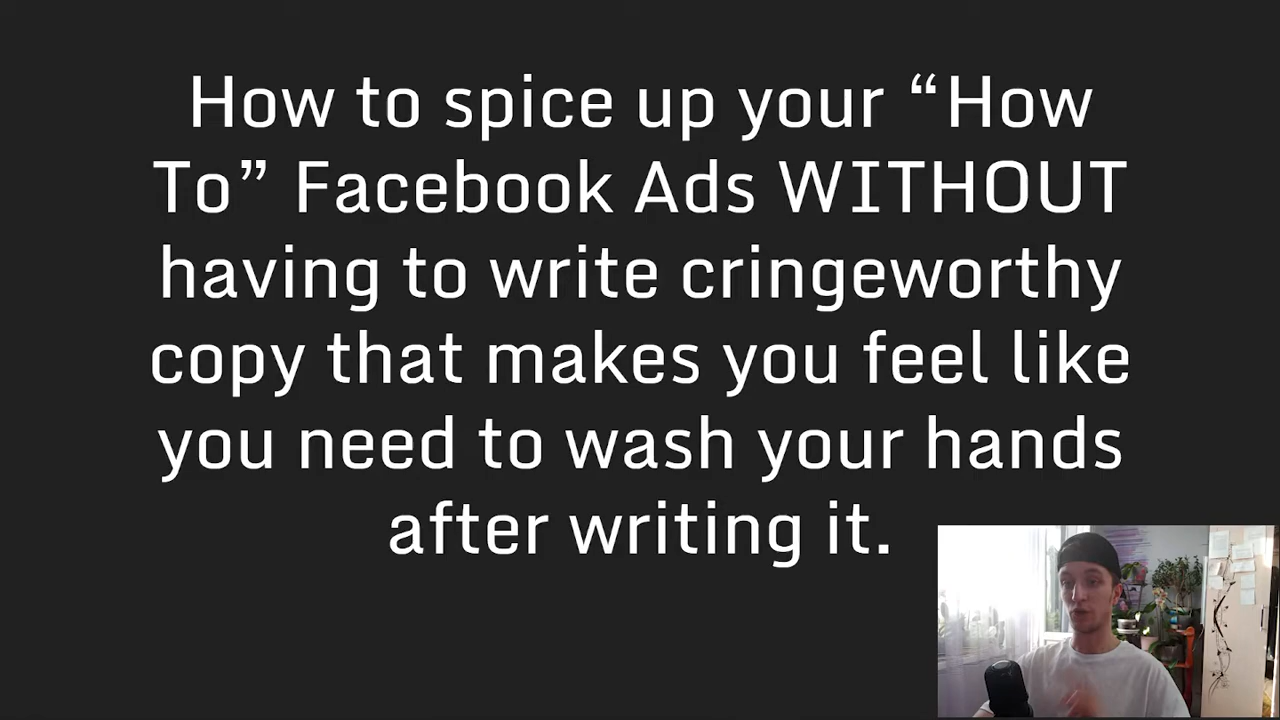 How to spice up your “How
To” Facebook Ads WITHOUT
having to write cringeworthy
copy that makes you feel like
you need to wash your hands
after writing it.